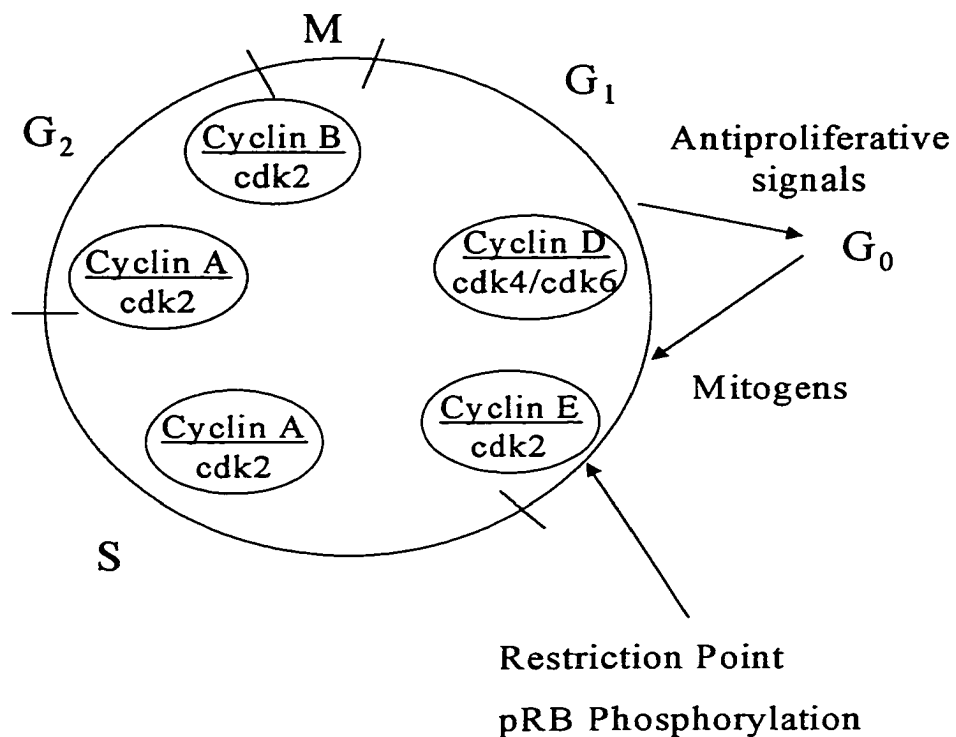 M
G₁
G₂
Cyclin B
cdk2
Antiproliferative
signals
Cyclin A
cdk2
Cyclin D
cdk4/cdk6
G₀
Mitogens
Cyclin A
cdk2
Cyclin E
cdk2
S
Restriction Point
pRB Phosphorylation